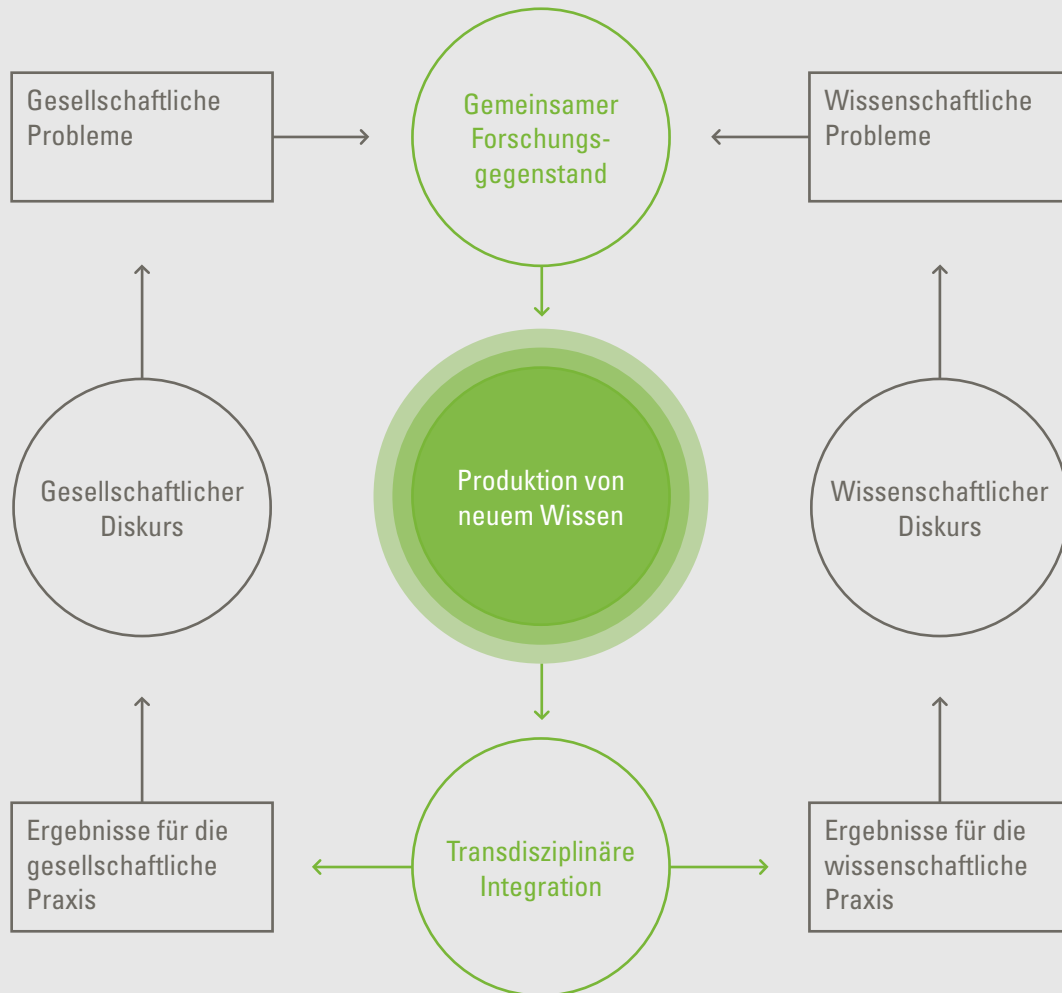 Gesellschaftliche
Probleme
Gemeinsamer
Forschungs-
gegenstand
Wissenschaftliche
Probleme
Gesellschaftlicher
Diskurs
Produktion von
neuem Wissen
Wissenschaftlicher
Diskurs
Ergebnisse für die
gesellschaftliche
Praxis
Transdisziplinäre
Integration
Ergebnisse für die
wissenschaftliche
Praxis